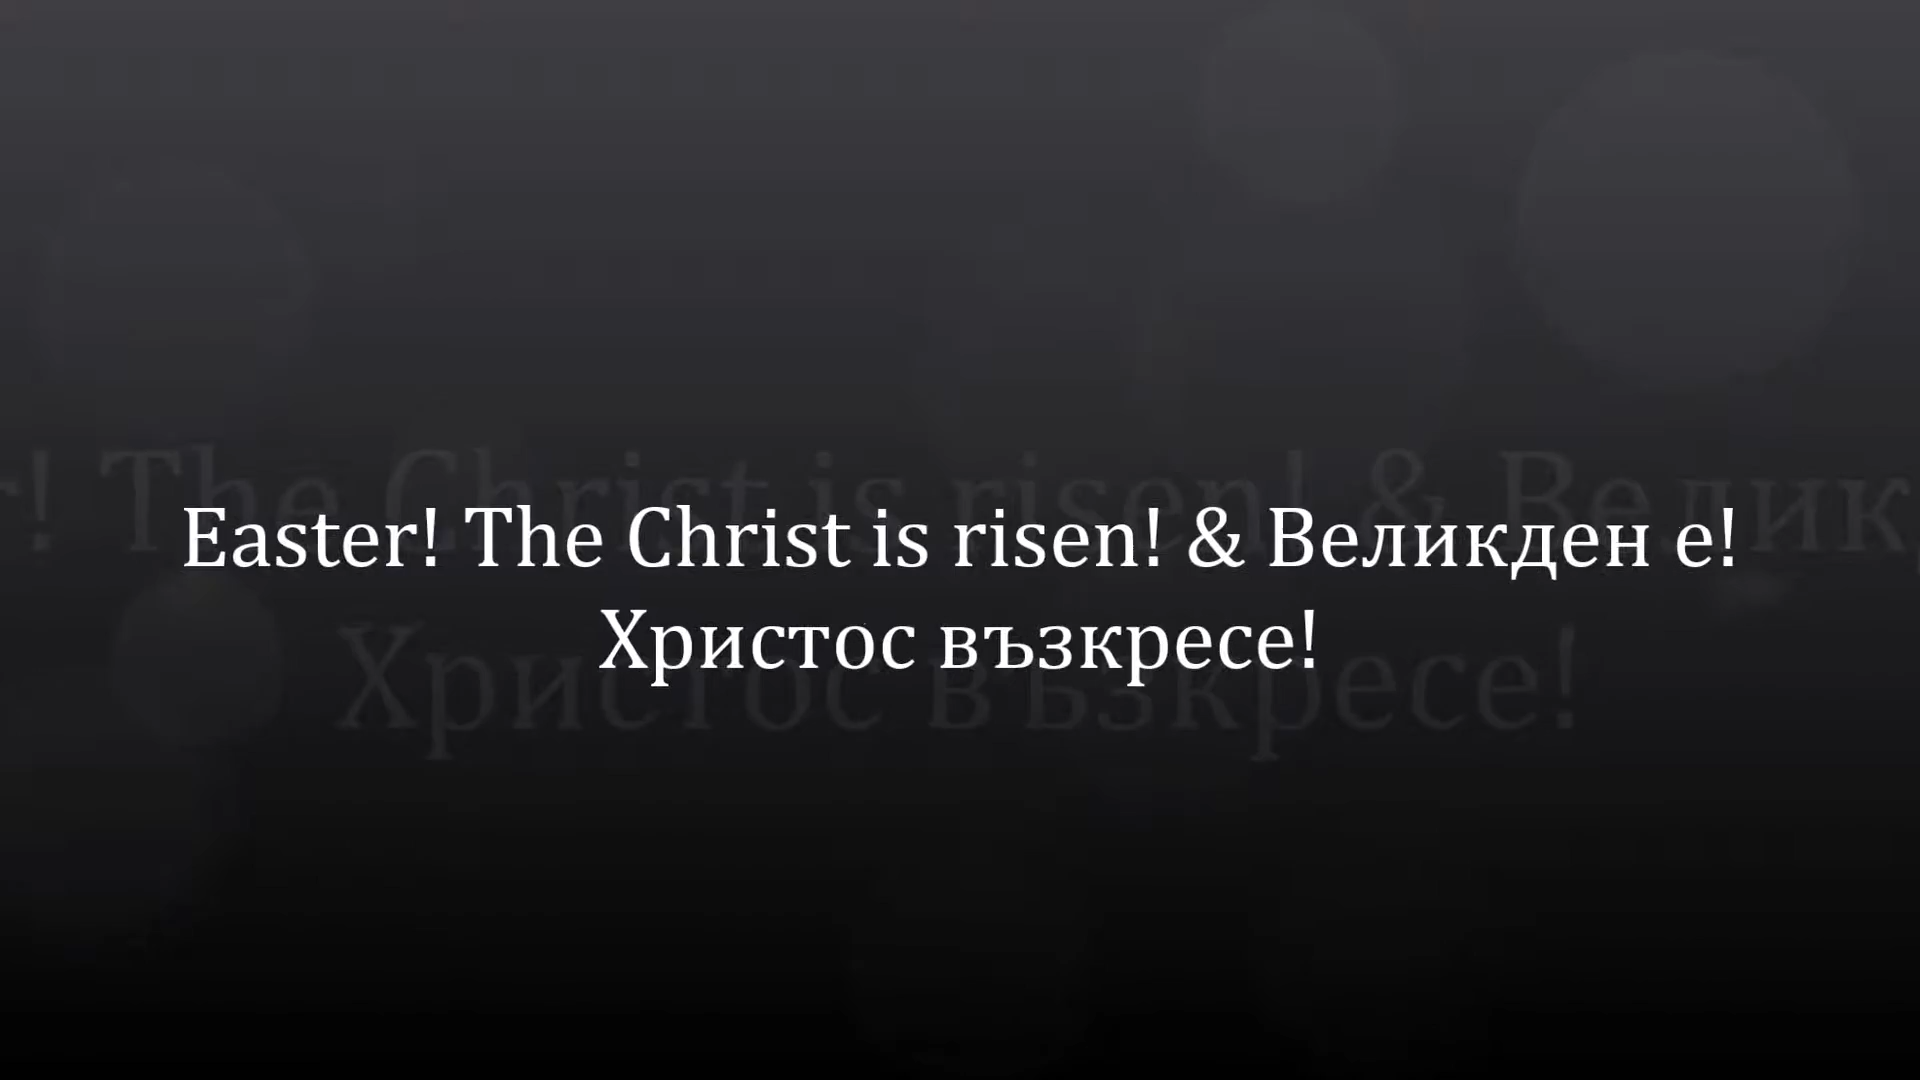 Easter! The Christ is risen! & Великден е!
Христос възкресе!